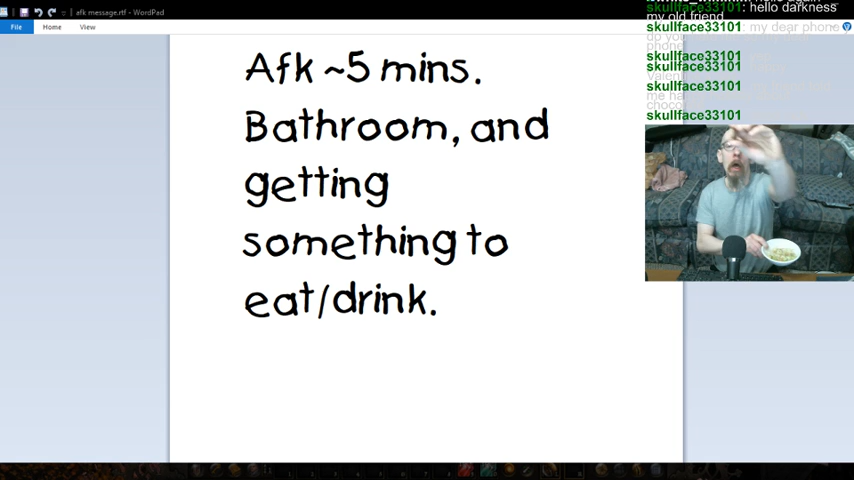 afk message.rtf - WordPad
File Home View
Afk ~5 mins.
Bathroom, and
getting
something to
eat/drink.
skullface33101: hello darkness
my old friend
skullface33101: my dear phone
skullface33101
skullface33101
skullface33101
skullface33101